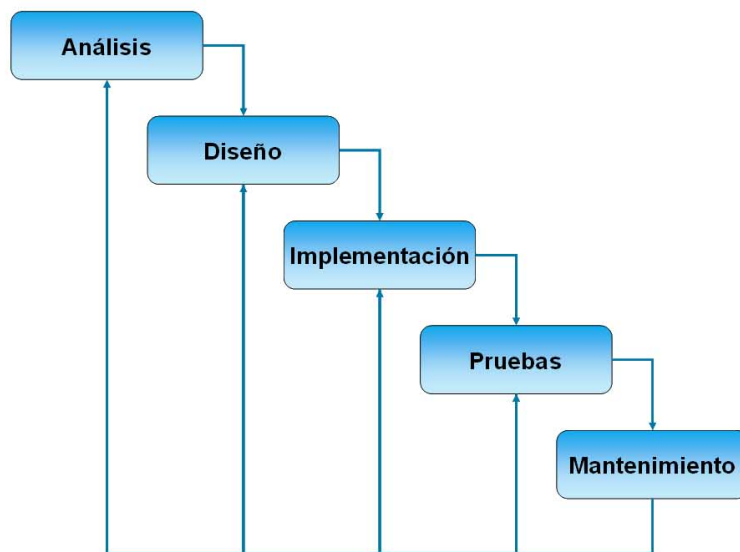 Análisis
Diseño
Implementación
Pruebas
Mantenimiento